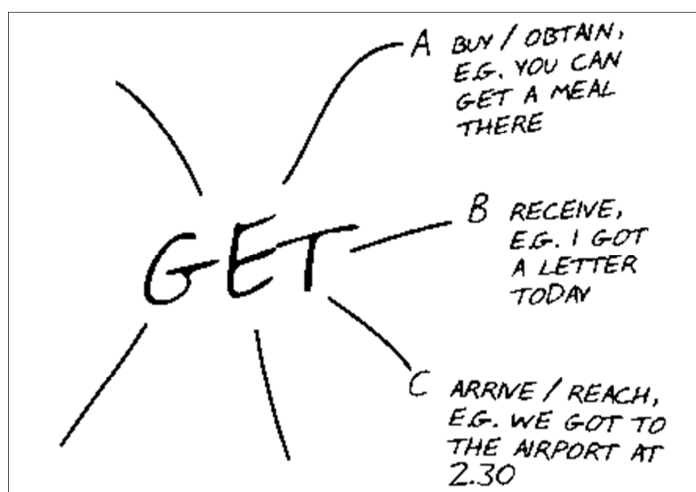 A BUY / OBTAIN,
E.G. YOU CAN
GET A MEAL
THERE
GET
B RECEIVE,
E.G. I GOT
A LETTER
TODAY
C ARRIVE / REACH,
E.G. WE GOT TO
THE AIRPORT AT
2.30